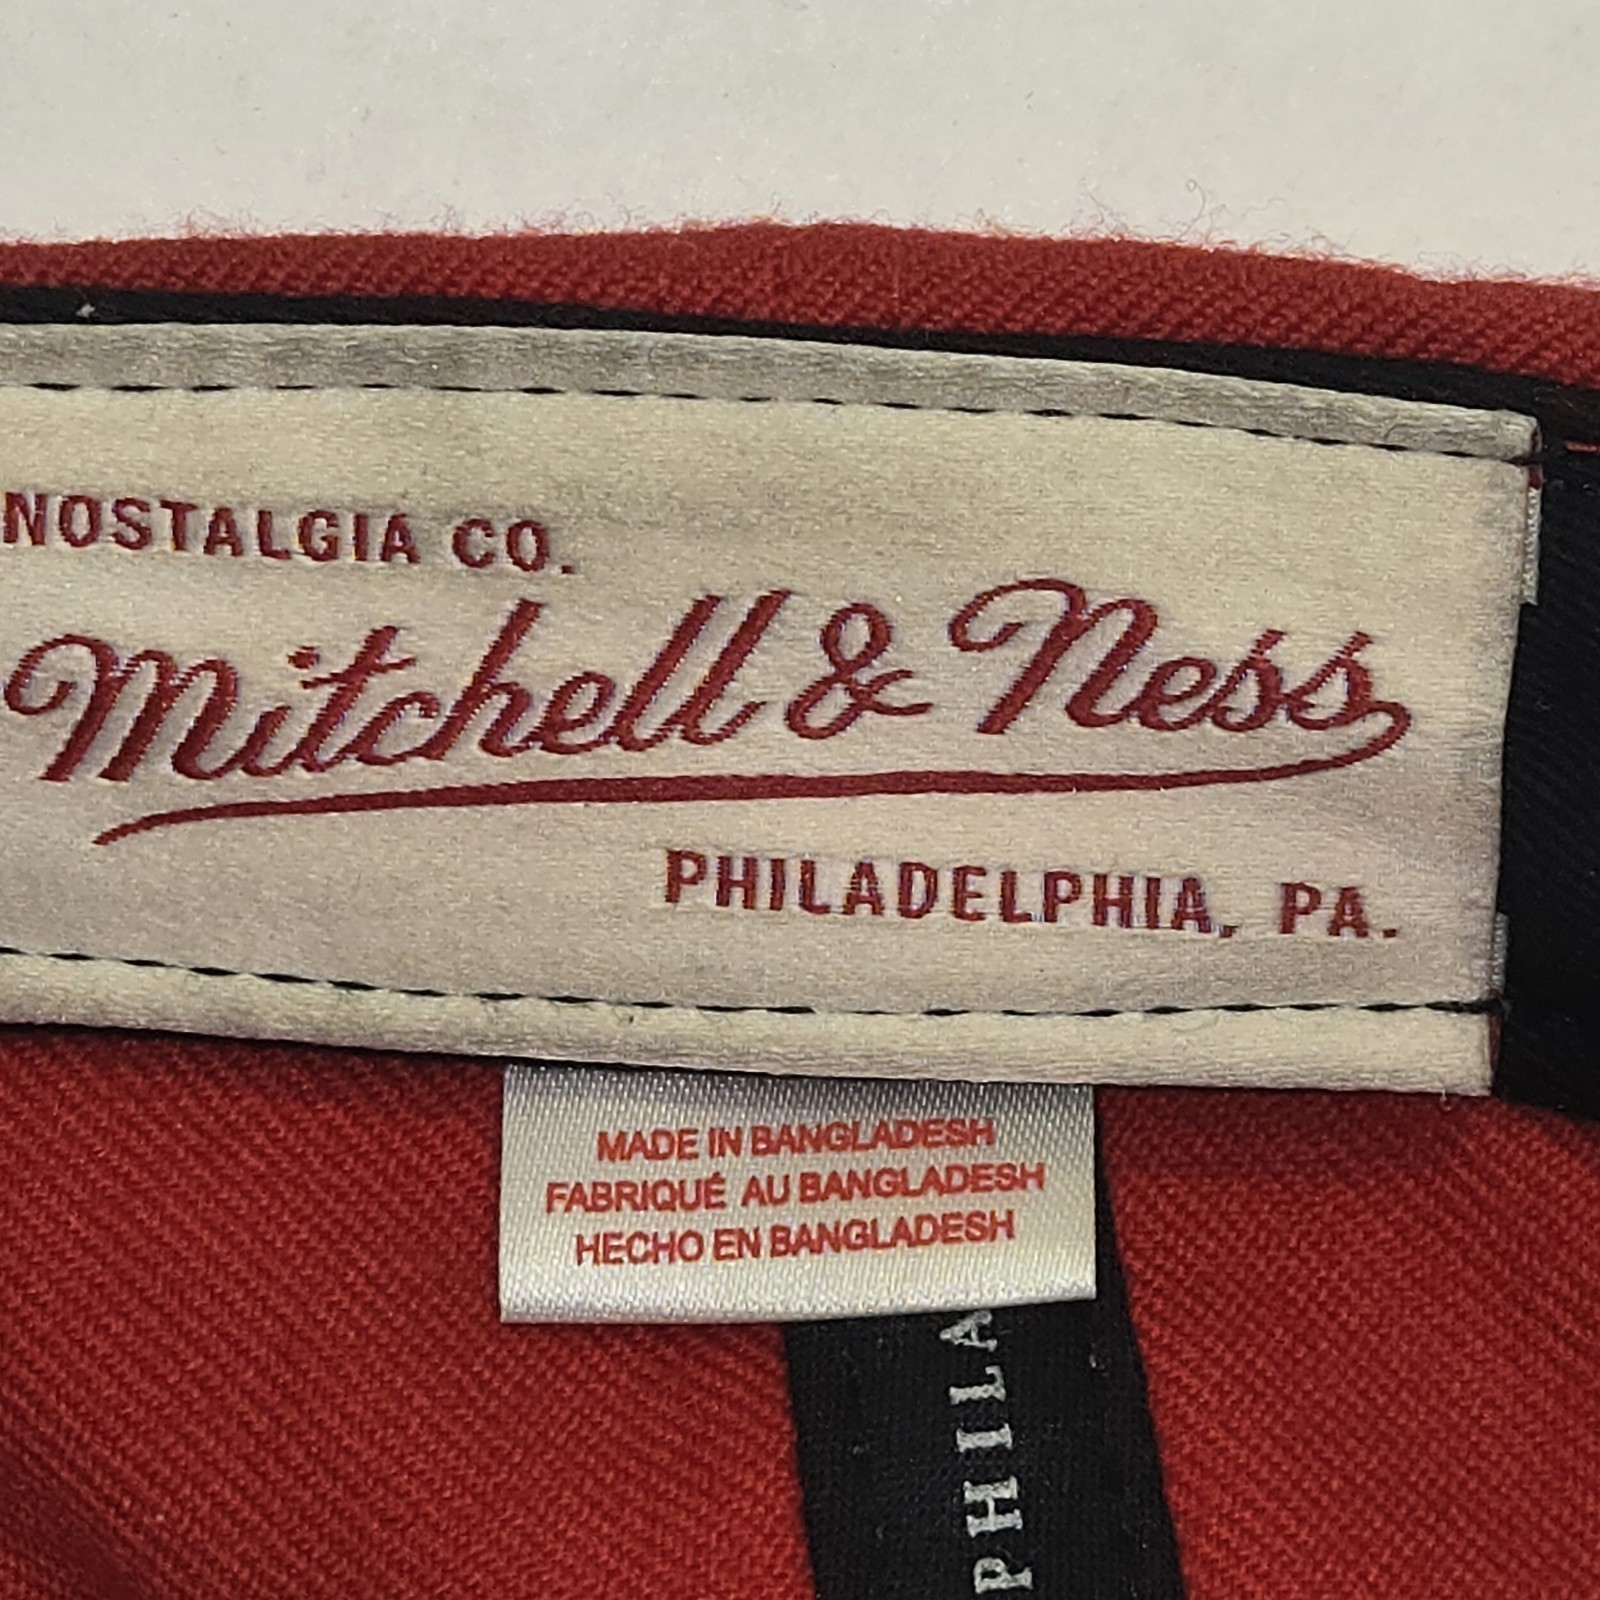 NOSTALGIA CO.
Mitchell & Ness
PHILADELPHIA, PA.
MADE IN BANGLADESH
FABRIQUÉ AU BANGLADESH
HECHO EN BANGLADESH
PHILA